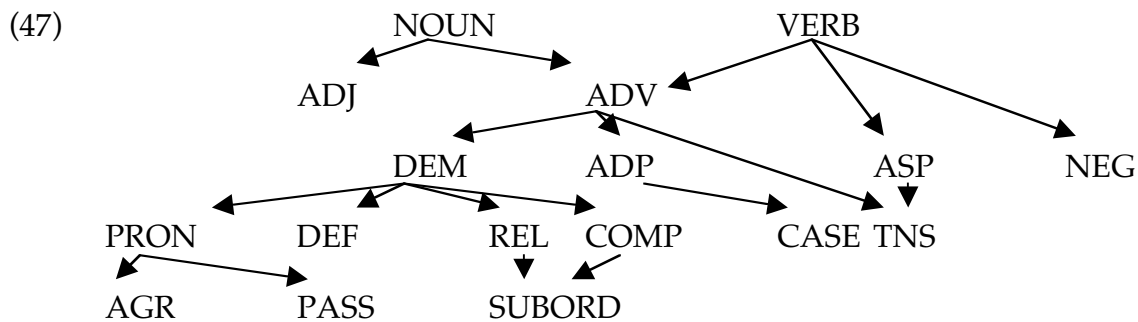 (47) NOUN VERB
ADJ ADV
DEM ADP ASP NEG
PRON DEF REL COMP CASE TNS
AGR PASS SUBORD